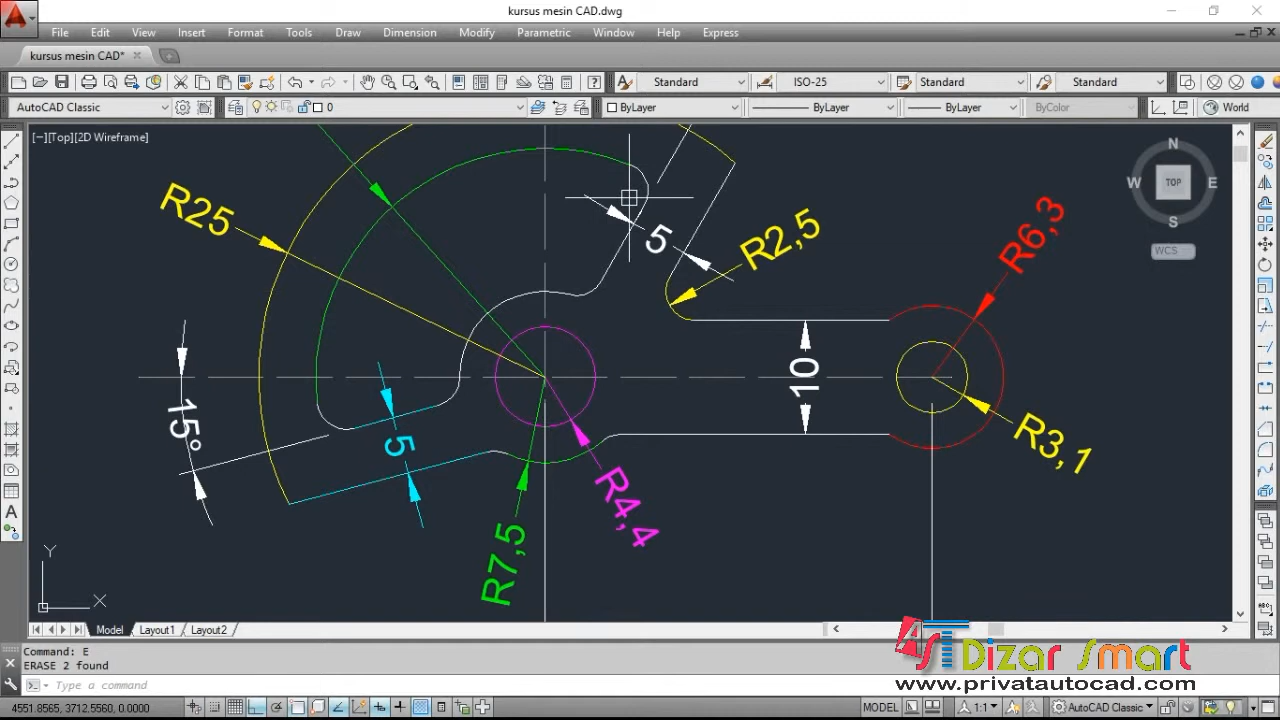 kursus mesin CAD.dwg
File Edit View Insert Format Tools Draw Dimension Modify Parametric Window Help Express
kursus mesin CAD*
Standard ISO-25 Standard Standard
AutoCAD Classic 0 ByLayer ByLayer ByLayer ByColor World
[−][Top][2D Wireframe]
N
W TOP E
S
WCS
R25
5
R2,5
R6,3
10
15°
5
R3,1
R4,4
R7,5
Y
X
Model Layout1 Layout2
Command: E
ERASE 2 found
Type a command
AST Dizar Smart
www.privatautocad.com
4551.8565, 3712.5560, 0.0000 MODEL 1:1 AutoCAD Classic